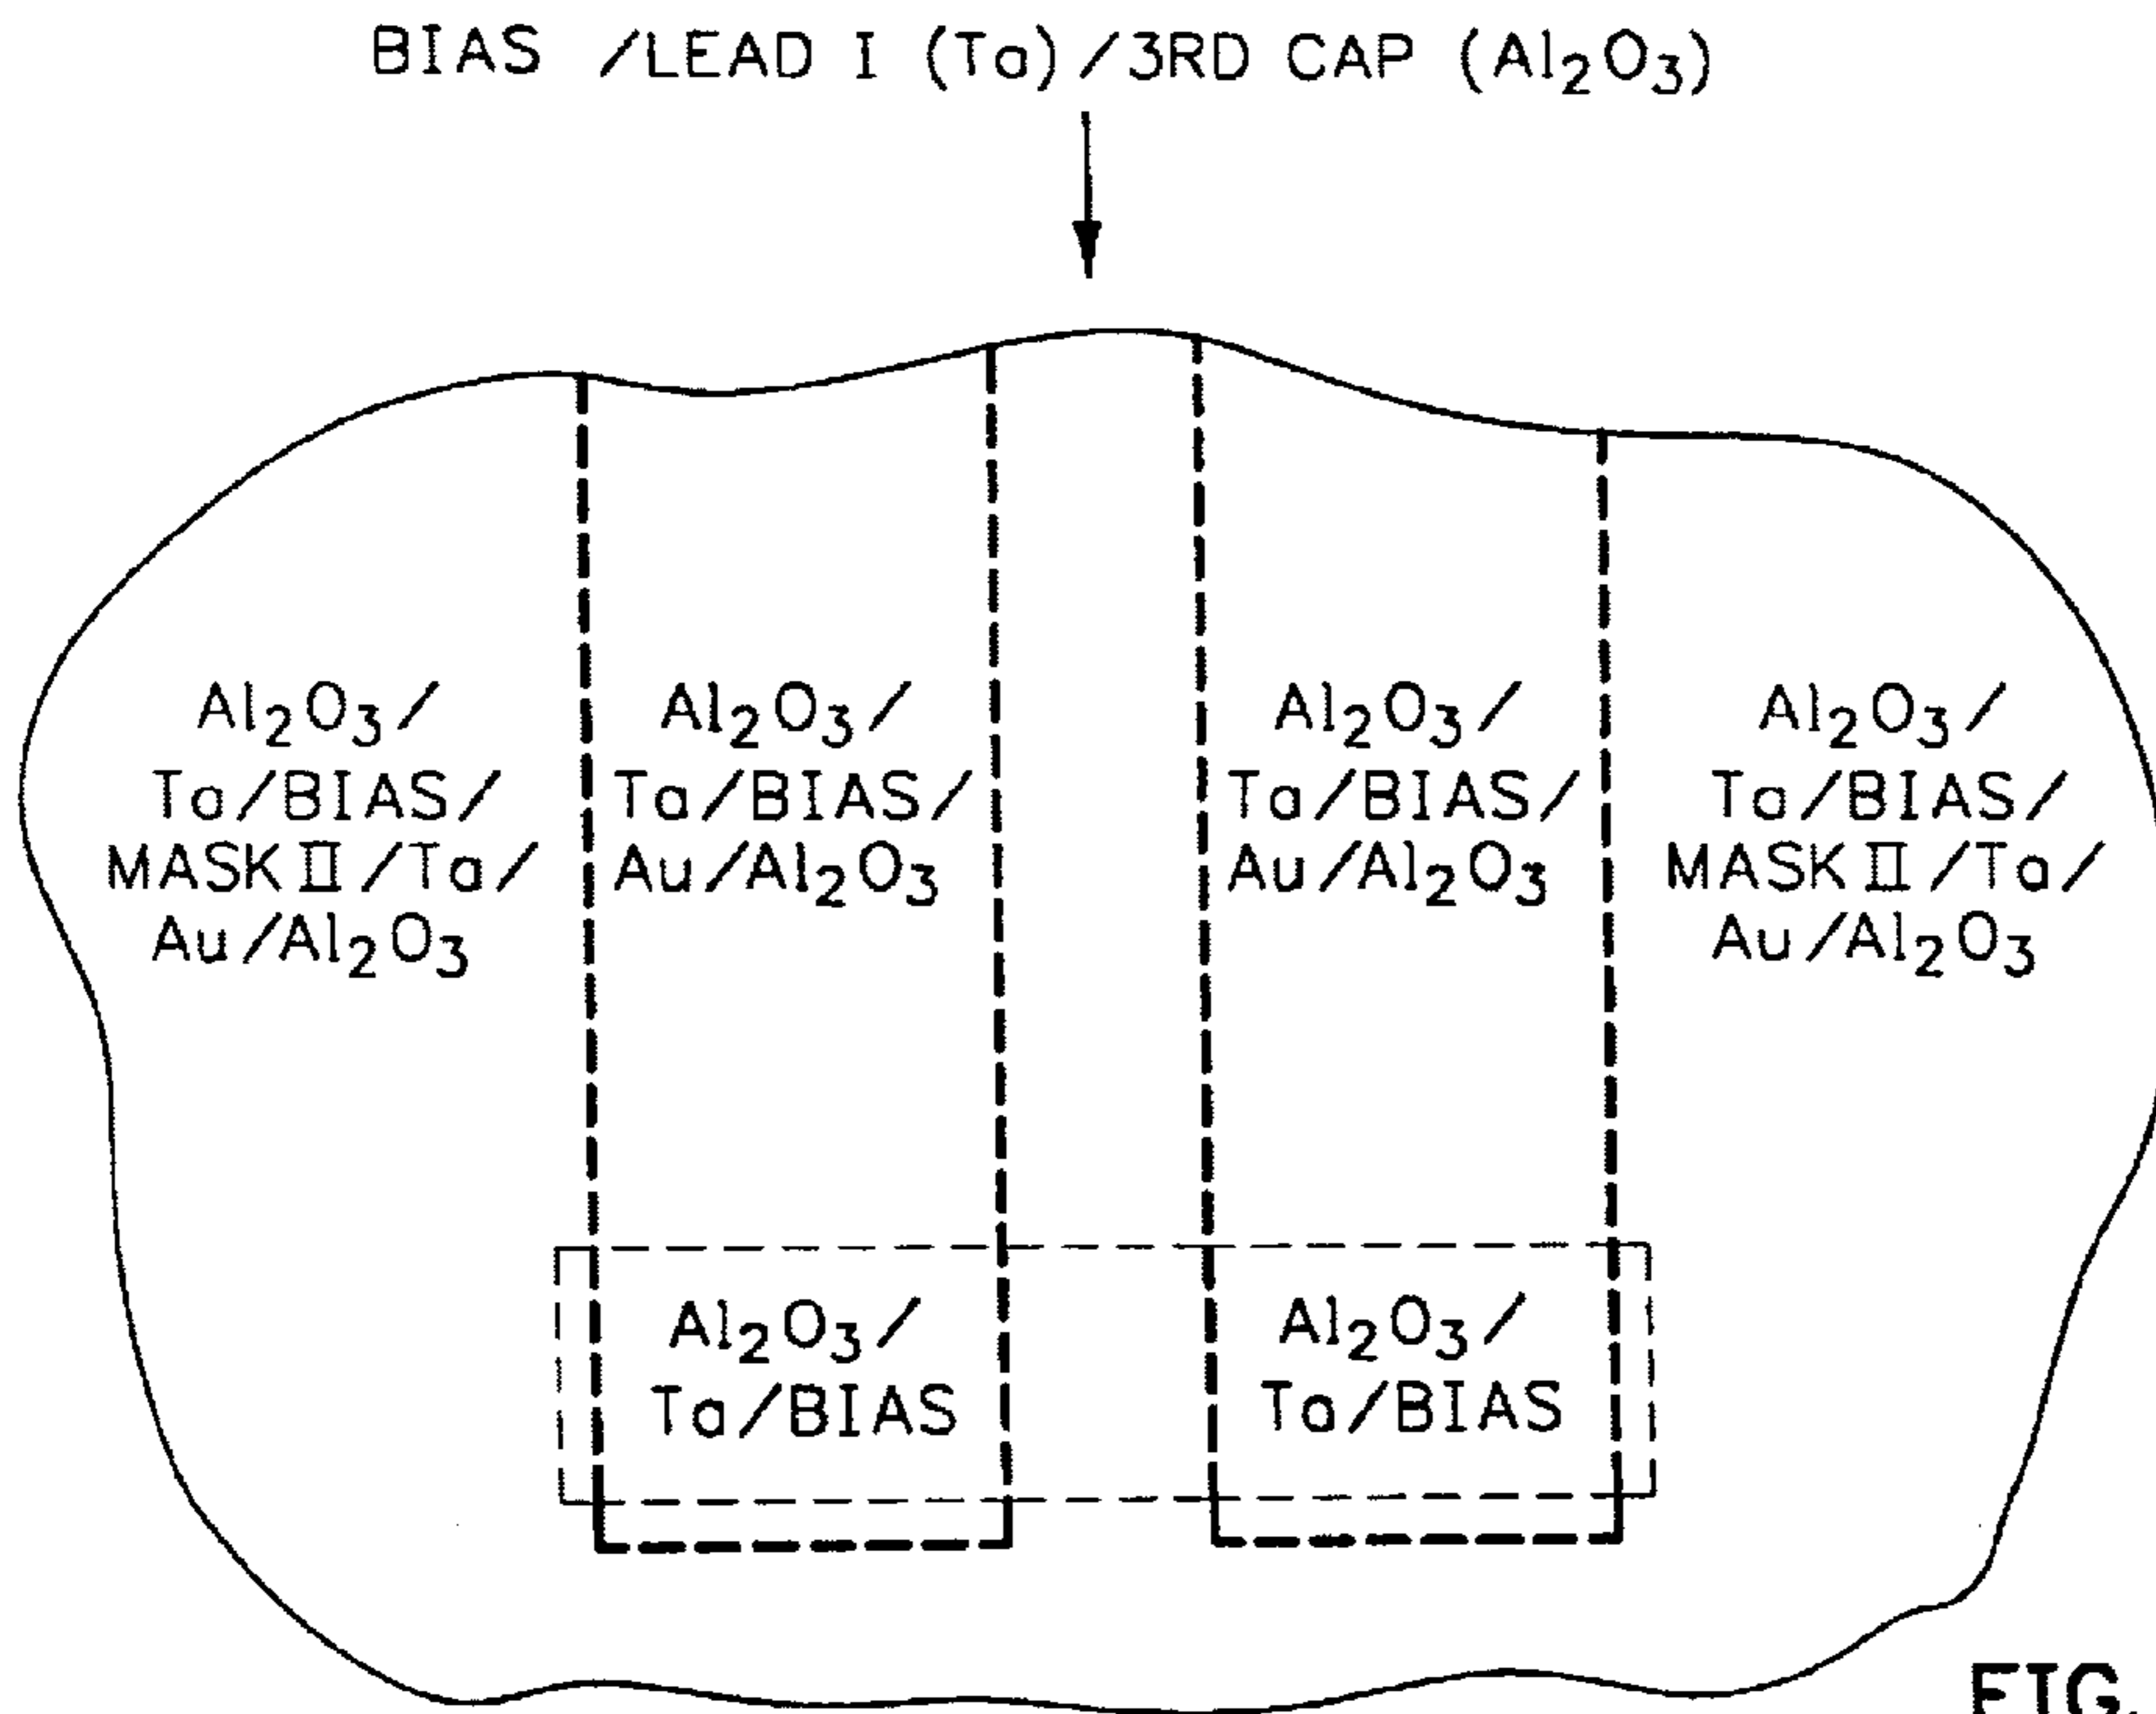 BIAS /LEAD I (Ta)/3RD CAP (Al₂O₃)
Al₂O₃/
Ta/BIAS/
MASK II/Ta/
Au/Al₂O₃
Al₂O₃/
Ta/BIAS/
Au/Al₂O₃
Al₂O₃/
Ta/BIAS/
Au/Al₂O₃
Al₂O₃/
Ta/BIAS/
MASK II/Ta/
Au/Al₂O₃
Al₂O₃/
Ta/BIAS
Al₂O₃/
Ta/BIAS
FIG.